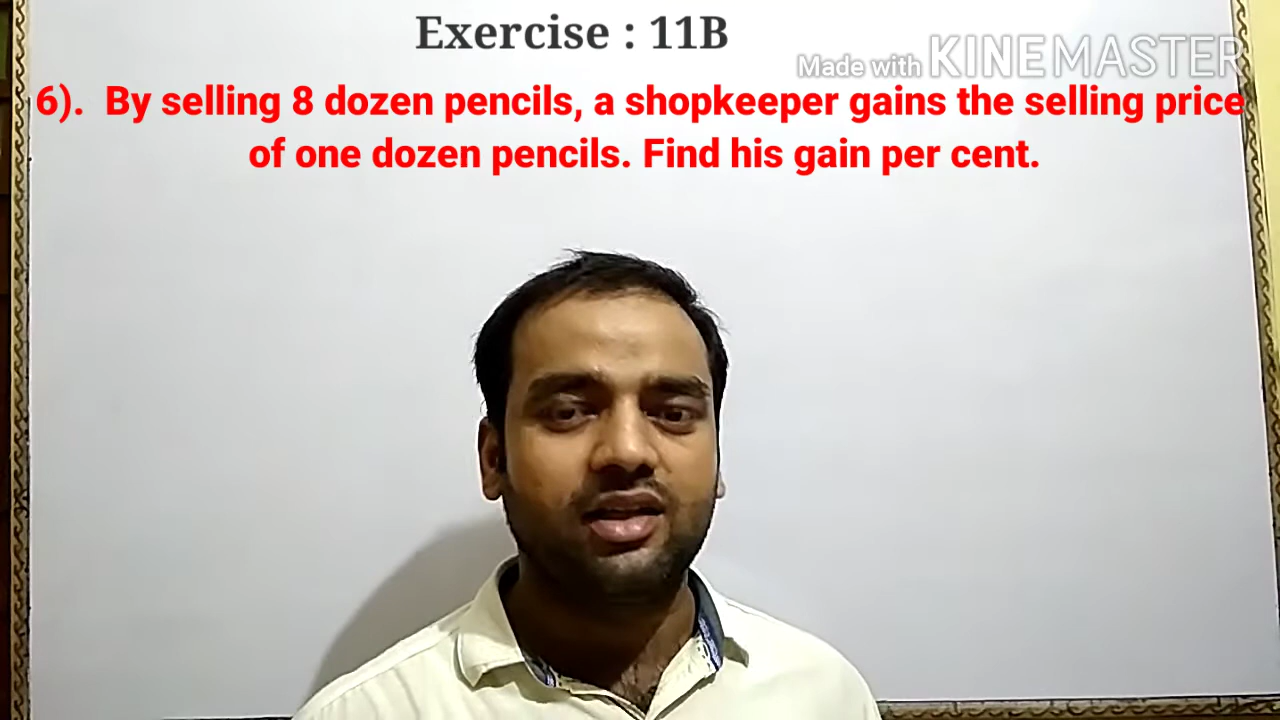 Exercise : 11B
Made with KINEMASTER
6). By selling 8 dozen pencils, a shopkeeper gains the selling price
of one dozen pencils. Find his gain per cent.